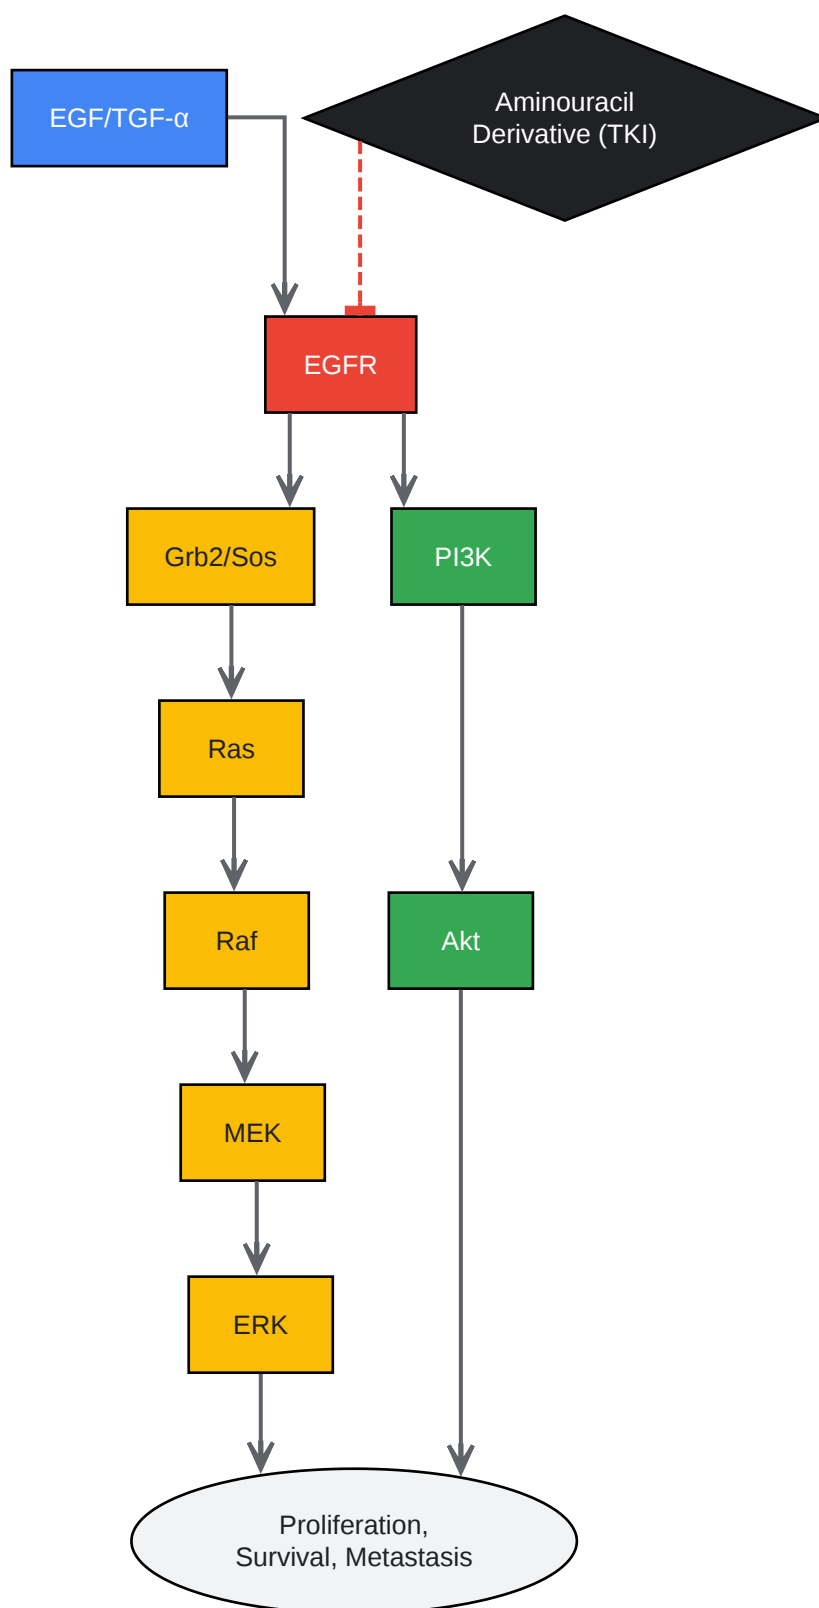 EGF/TGF-α
Aminouracil
Derivative (TKI)
EGFR
Grb2/Sos
PI3K
Ras
Raf
Akt
MEK
ERK
Proliferation,
Survival, Metastasis